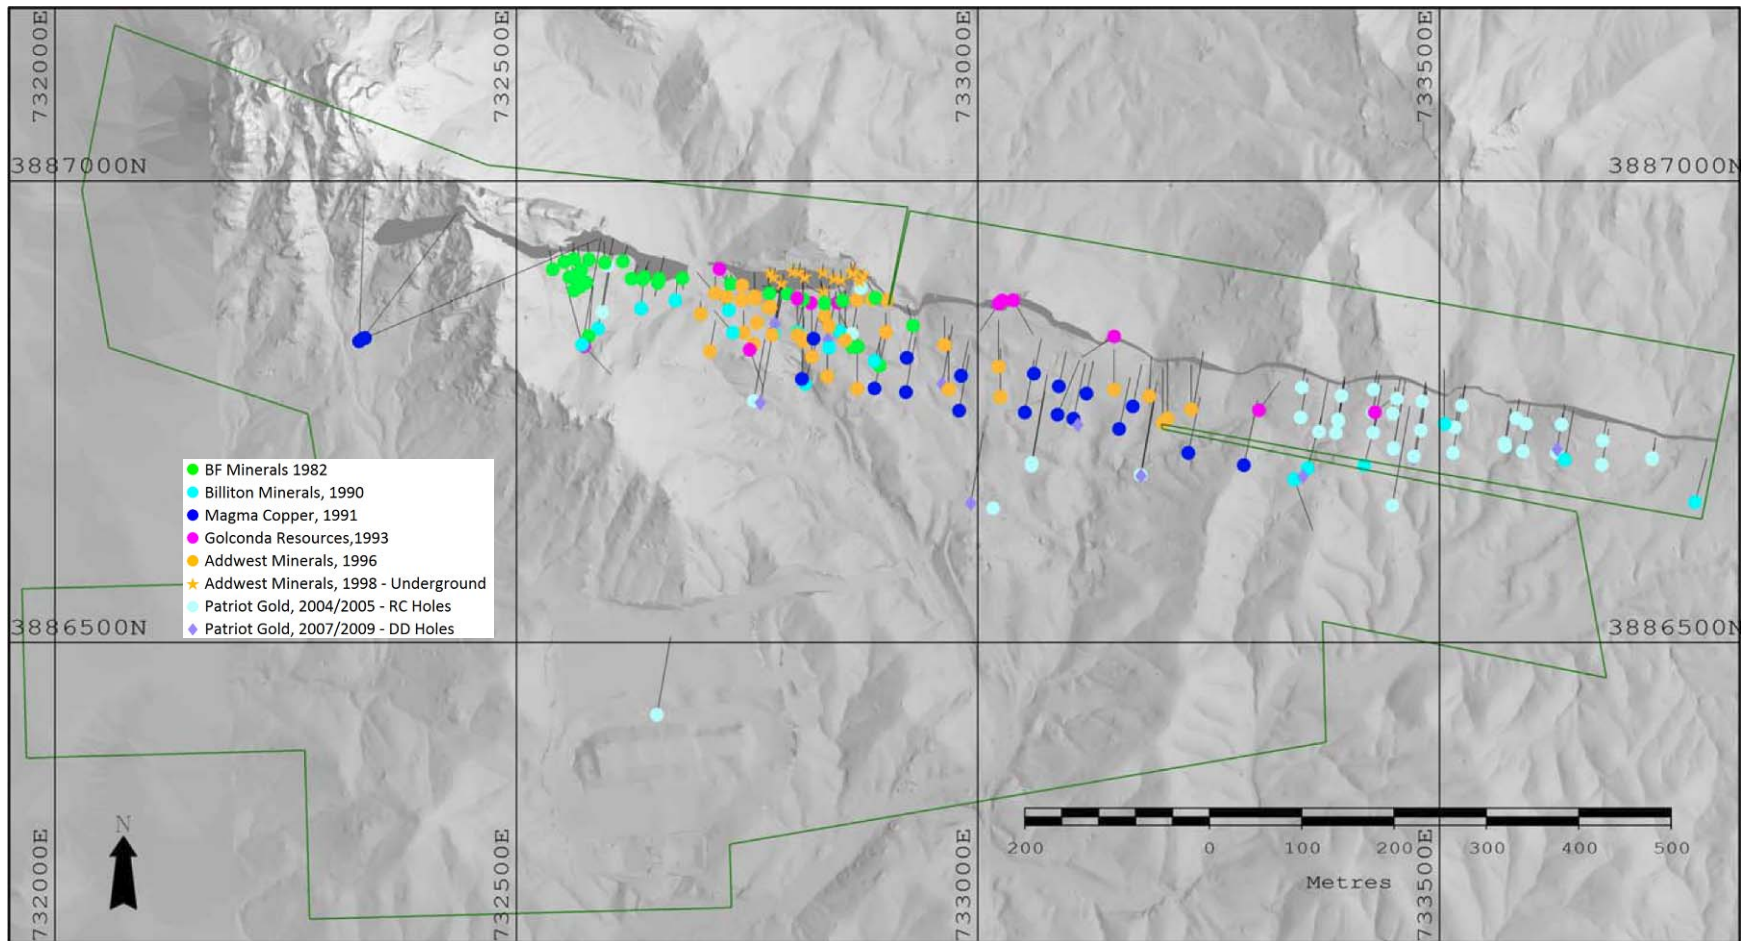 732000E
732500E
733000E
733500E
3887000N
3887000N
BF Minerals 1982
Billiton Minerals, 1990
Magma Copper, 1991
Golconda Resources,1993
Addwest Minerals, 1996
Addwest Minerals, 1998 - Underground
Patriot Gold, 2004/2005 - RC Holes
Patriot Gold, 2007/2009 - DD Holes
3886500N
3886500N
N
732000E
732500E
733000E
733500E
200 0 100 200 300 400 500
Metres